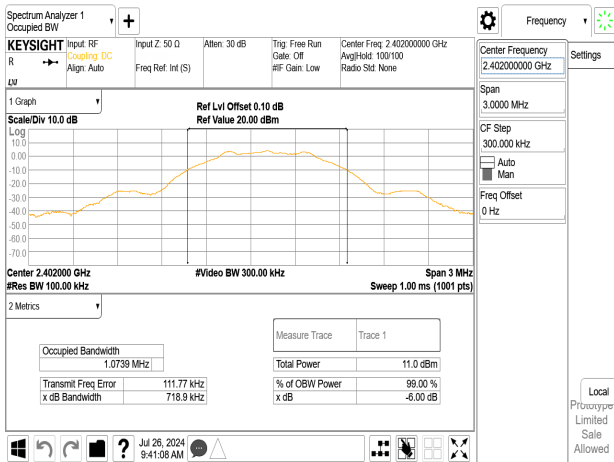 Spectrum Analyzer 1
Occupied BW
Frequency
KEYSIGHT
R
LXI
Input: RF
Coupling: DC
Align: Auto
Input Z: 50 Ω
Freq Ref: Int (S)
Atten: 30 dB
Trig: Free Run
Gate: Off
#IF Gain: Low
Center Freq: 2.402000000 GHz
Avg|Hold: 100/100
Radio Std: None
Center Frequency
2.402000000 GHz
Settings
Span
3.0000 MHz
CF Step
300.000 kHz
Auto
Man
Freq Offset
0 Hz
1 Graph
Ref Lvl Offset 0.10 dB
Scale/Div 10.0 dB
Ref Value 20.00 dBm
Log
10.0
0.00
-10.0
-20.0
-30.0
-40.0
-50.0
-60.0
-70.0
Center 2.402000 GHz
#Video BW 300.00 kHz
Span 3 MHz
#Res BW 100.00 kHz
Sweep 1.00 ms (1001 pts)
2 Metrics
Measure Trace
Trace 1
Occupied Bandwidth
1.0739 MHz
Total Power
11.0 dBm
Transmit Freq Error
111.77 kHz
% of OBW Power
99.00 %
x dB Bandwidth
718.9 kHz
x dB
-6.00 dB
Local
Prototype
Limited
Sale
Allowed
?
Jul 26, 2024
9:41:08 AM